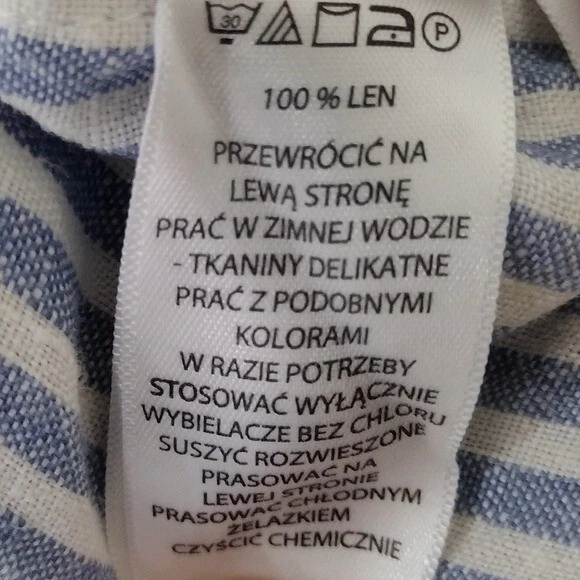 30 P
100 % LEN
PRZEWRÓCIĆ NA
LEWĄ STRONĘ
PRAĆ W ZIMNEJ WODZIE
- TKANINY DELIKATNE
PRAĆ Z PODOBNYMI
KOLORAMI
W RAZIE POTRZEBY
STOSOWAĆ WYŁĄCZNIE
WYBIELACZE BEZ CHLORU
SUSZYĆ ROZWIESZONE
PRASOWAĆ NA
LEWEJ STRONIE
PRASOWAĆ CHŁODNYM
ŻELAZKIEM
CZYŚCIĆ CHEMICZNIE